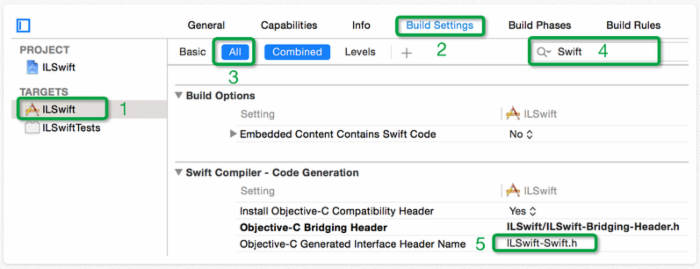 General Capabilities Info Build Settings Build Phases Build Rules
2
PROJECT
Basic All Combined Levels + Swift 4
ILSwift
3
TARGETS
ILSwift 1
Build Options
Setting ILSwift
ILSwiftTests
Embedded Content Contains Swift Code No
Swift Compiler - Code Generation
Setting ILSwift
Install Objective-C Compatibility Header Yes
Objective-C Bridging Header ILSwift/ILSwift-Bridging-Header.h
Objective-C Generated Interface Header Name 5 ILSwift-Swift.h